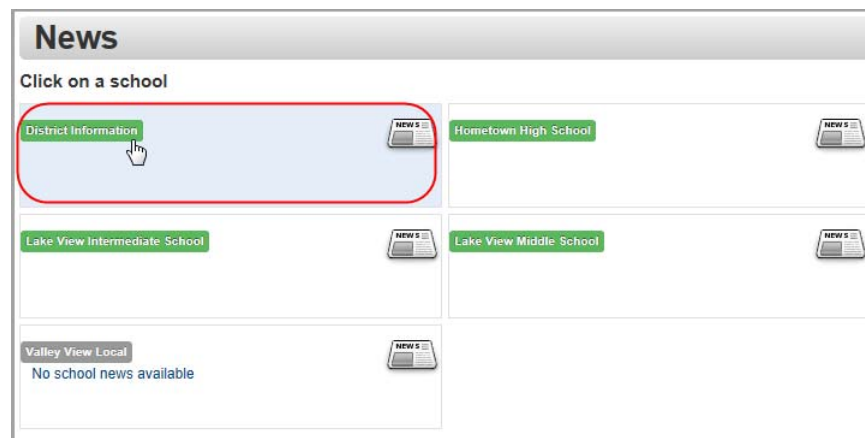 News
Click on a school
District Information
NEWS
Hometown High School
NEWS
Lake View Intermediate School
NEWS
Lake View Middle School
NEWS
Valley View Local
NEWS
No school news available